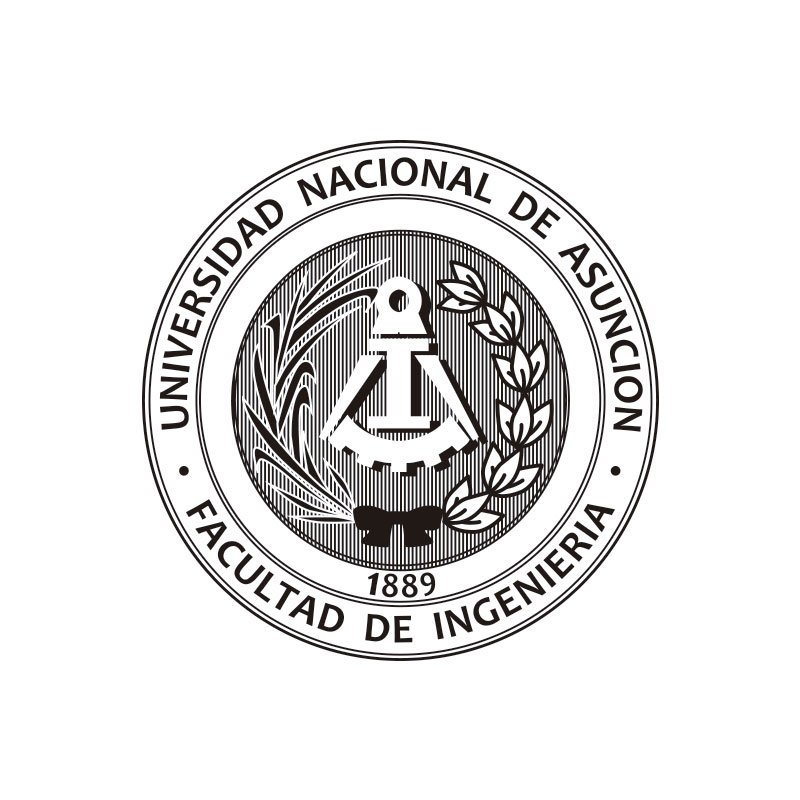 UNIVERSIDAD NACIONAL DE ASUNCION
1889
• FACULTAD DE INGENIERIA •